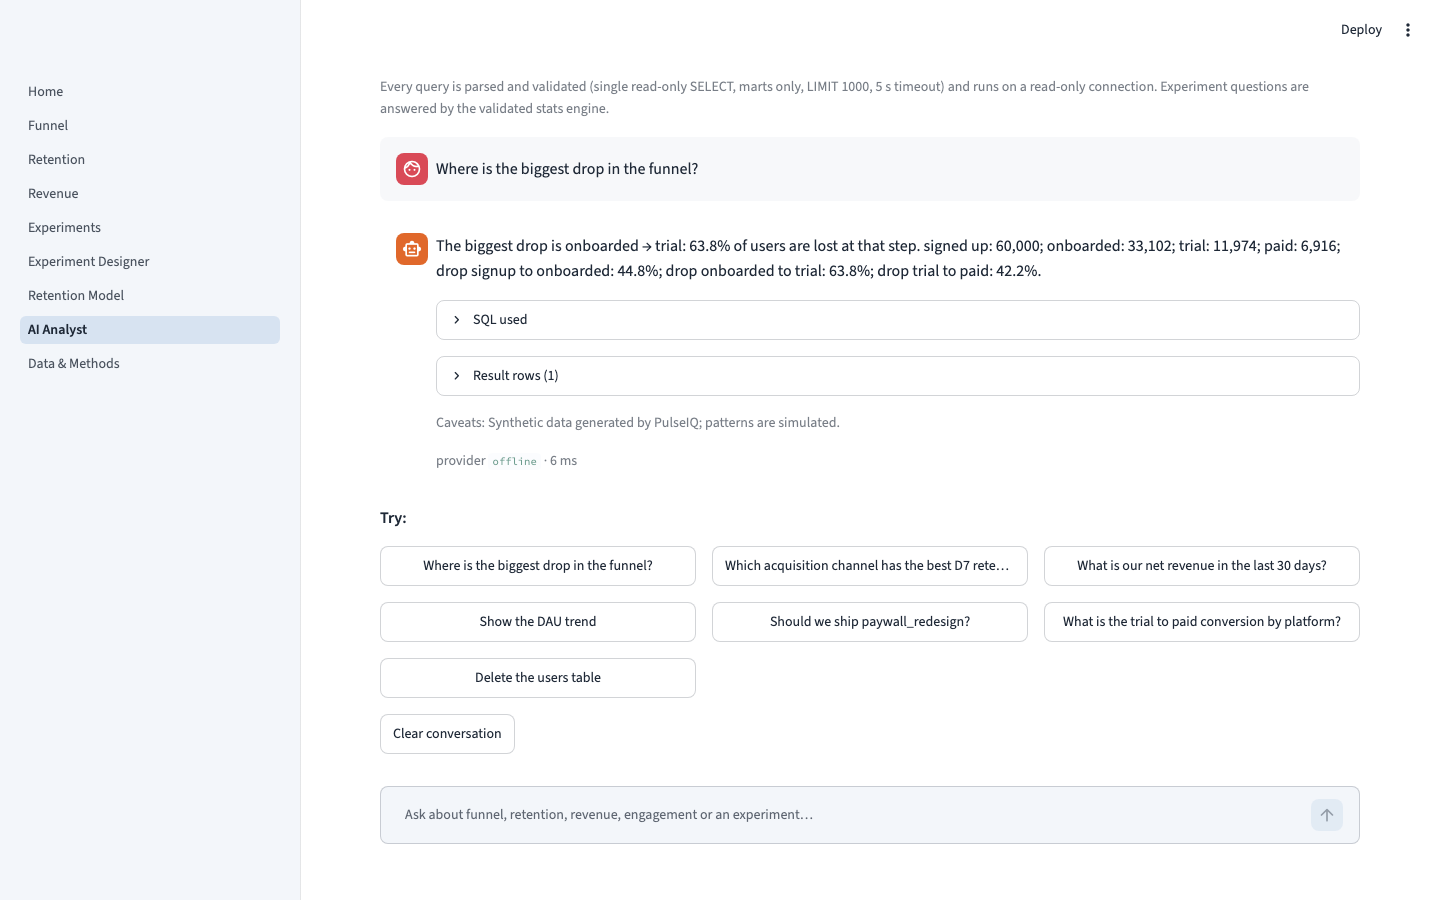 Deploy
Home
Funnel
Retention
Revenue
Experiments
Experiment Designer
Retention Model
AI Analyst
Data & Methods
Every query is parsed and validated (single read-only SELECT, marts only, LIMIT 1000, 5 s timeout) and runs on a read-only connection. Experiment questions are
answered by the validated stats engine.
Where is the biggest drop in the funnel?
The biggest drop is onboarded → trial: 63.8% of users are lost at that step. signed up: 60,000; onboarded: 33,102; trial: 11,974; paid: 6,916;
drop signup to onboarded: 44.8%; drop onboarded to trial: 63.8%; drop trial to paid: 42.2%.
SQL used
Result rows (1)
Caveats: Synthetic data generated by PulseIQ; patterns are simulated.
provider offline · 6 ms
Try:
Where is the biggest drop in the funnel?
Which acquisition channel has the best D7 rete…
What is our net revenue in the last 30 days?
Show the DAU trend
Should we ship paywall_redesign?
What is the trial to paid conversion by platform?
Delete the users table
Clear conversation
Ask about funnel, retention, revenue, engagement or an experiment…